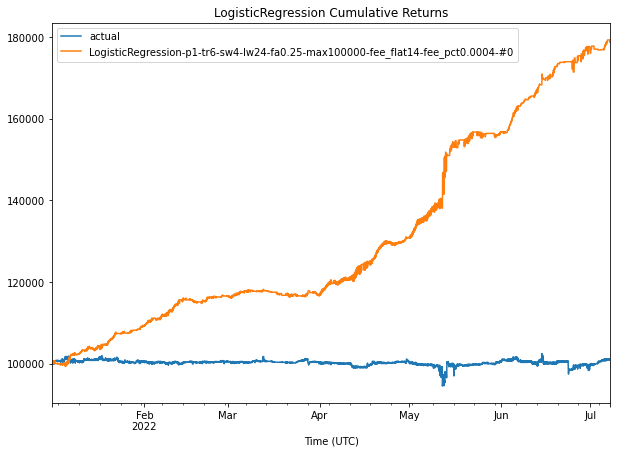 LogisticRegression Cumulative Returns
actual
LogisticRegression-p1-tr6-sw4-lw24-fa0.25-max100000-fee_flat14-fee_pct0.0004-#0
180000
160000
140000
120000
100000
Feb
2022
Mar
Apr
May
Jun
Jul
Time (UTC)